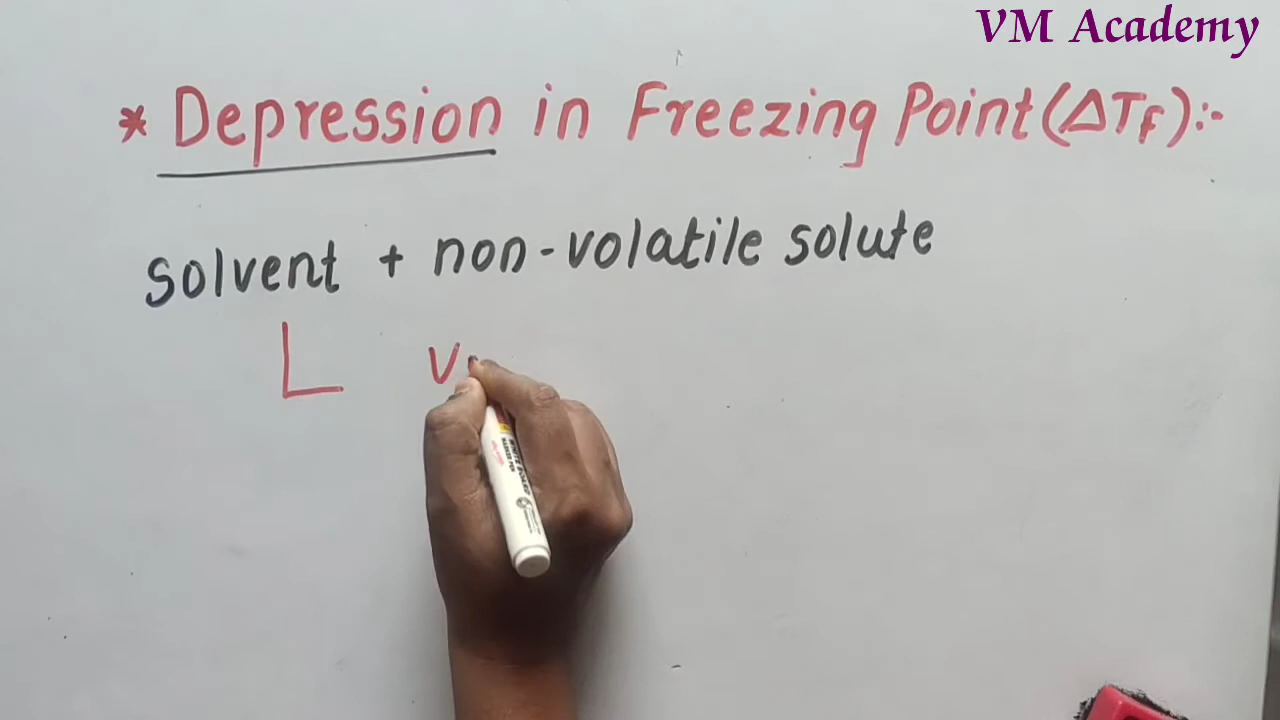 VM Academy
* Depression in Freezing Point (ΔTf):-
solvent + non-volatile solute